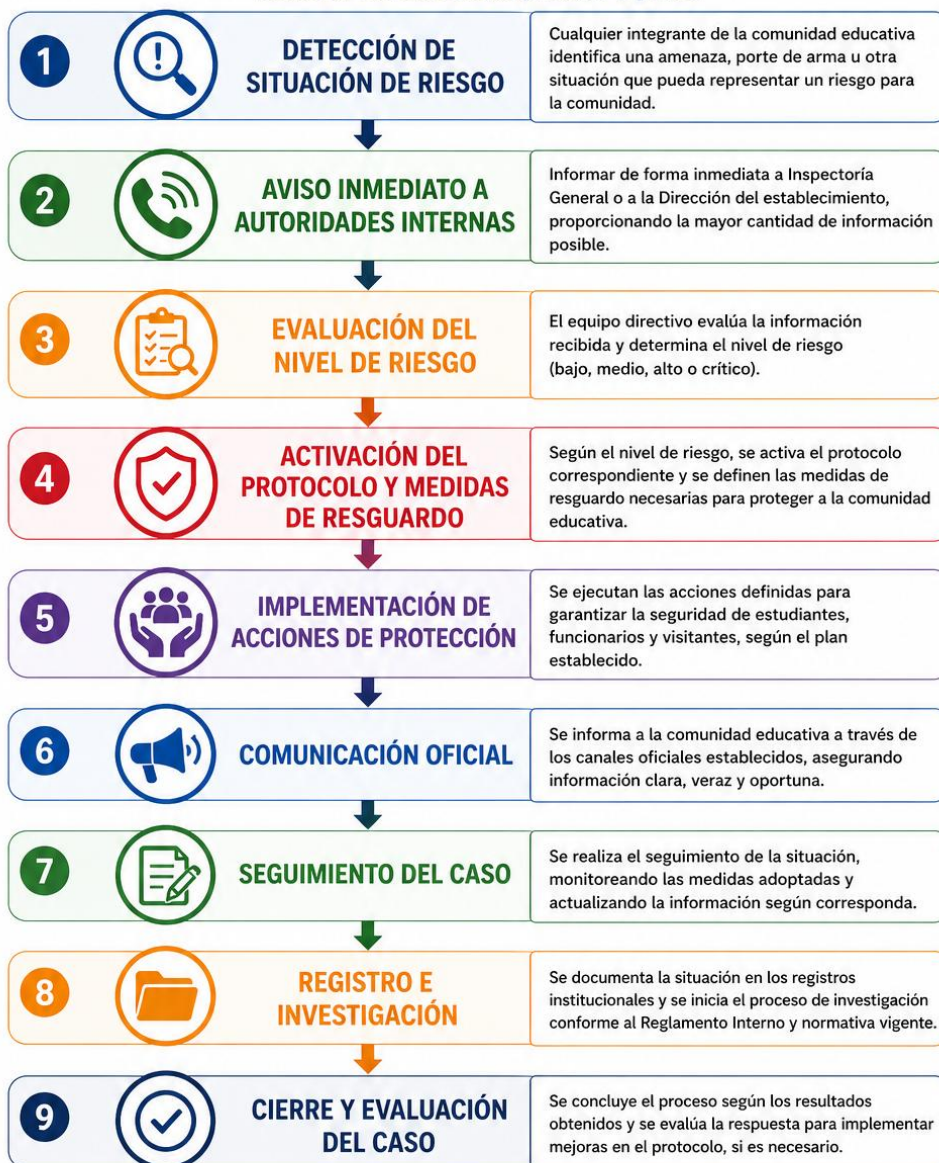 1
DETECCIÓN DE
SITUACIÓN DE RIESGO
Cualquier integrante de la comunidad educativa
identifica una amenaza, porte de arma u otra
situación que pueda representar un riesgo para
la comunidad.
2
AVISO INMEDIATO A
AUTORIDADES INTERNAS
Informar de forma inmediata a Inspectoría
General o a la Dirección del establecimiento,
proporcionando la mayor cantidad de información
posible.
3
EVALUACIÓN DEL
NIVEL DE RIESGO
El equipo directivo evalúa la información
recibida y determina el nivel de riesgo
(bajo, medio, alto o crítico).
4
ACTIVACIÓN DEL
PROTOCOLO Y MEDIDAS
DE RESGUARDO
Según el nivel de riesgo, se activa el protocolo
correspondiente y se definen las medidas de
resguardo necesarias para proteger a la comunidad
educativa.
5
IMPLEMENTACIÓN DE
ACCIONES DE PROTECCIÓN
Se ejecutan las acciones definidas para
garantizar la seguridad de estudiantes,
funcionarios y visitantes, según el plan
establecido.
6
COMUNICACIÓN OFICIAL
Se informa a la comunidad educativa a través de
los canales oficiales establecidos, asegurando
información clara, veraz y oportuna.
7
SEGUIMIENTO DEL CASO
Se realiza el seguimiento de la situación,
monitoreando las medidas adoptadas y
actualizando la información según corresponda.
8
REGISTRO E
INVESTIGACIÓN
Se documenta la situación en los registros
institucionales y se inicia el proceso de investigación
conforme al Reglamento Interno y normativa vigente.
9
CIERRE Y EVALUACIÓN
DEL CASO
Se concluye el proceso según los resultados
obtenidos y se evalúa la respuesta para implementar
mejoras en el protocolo, si es necesario.